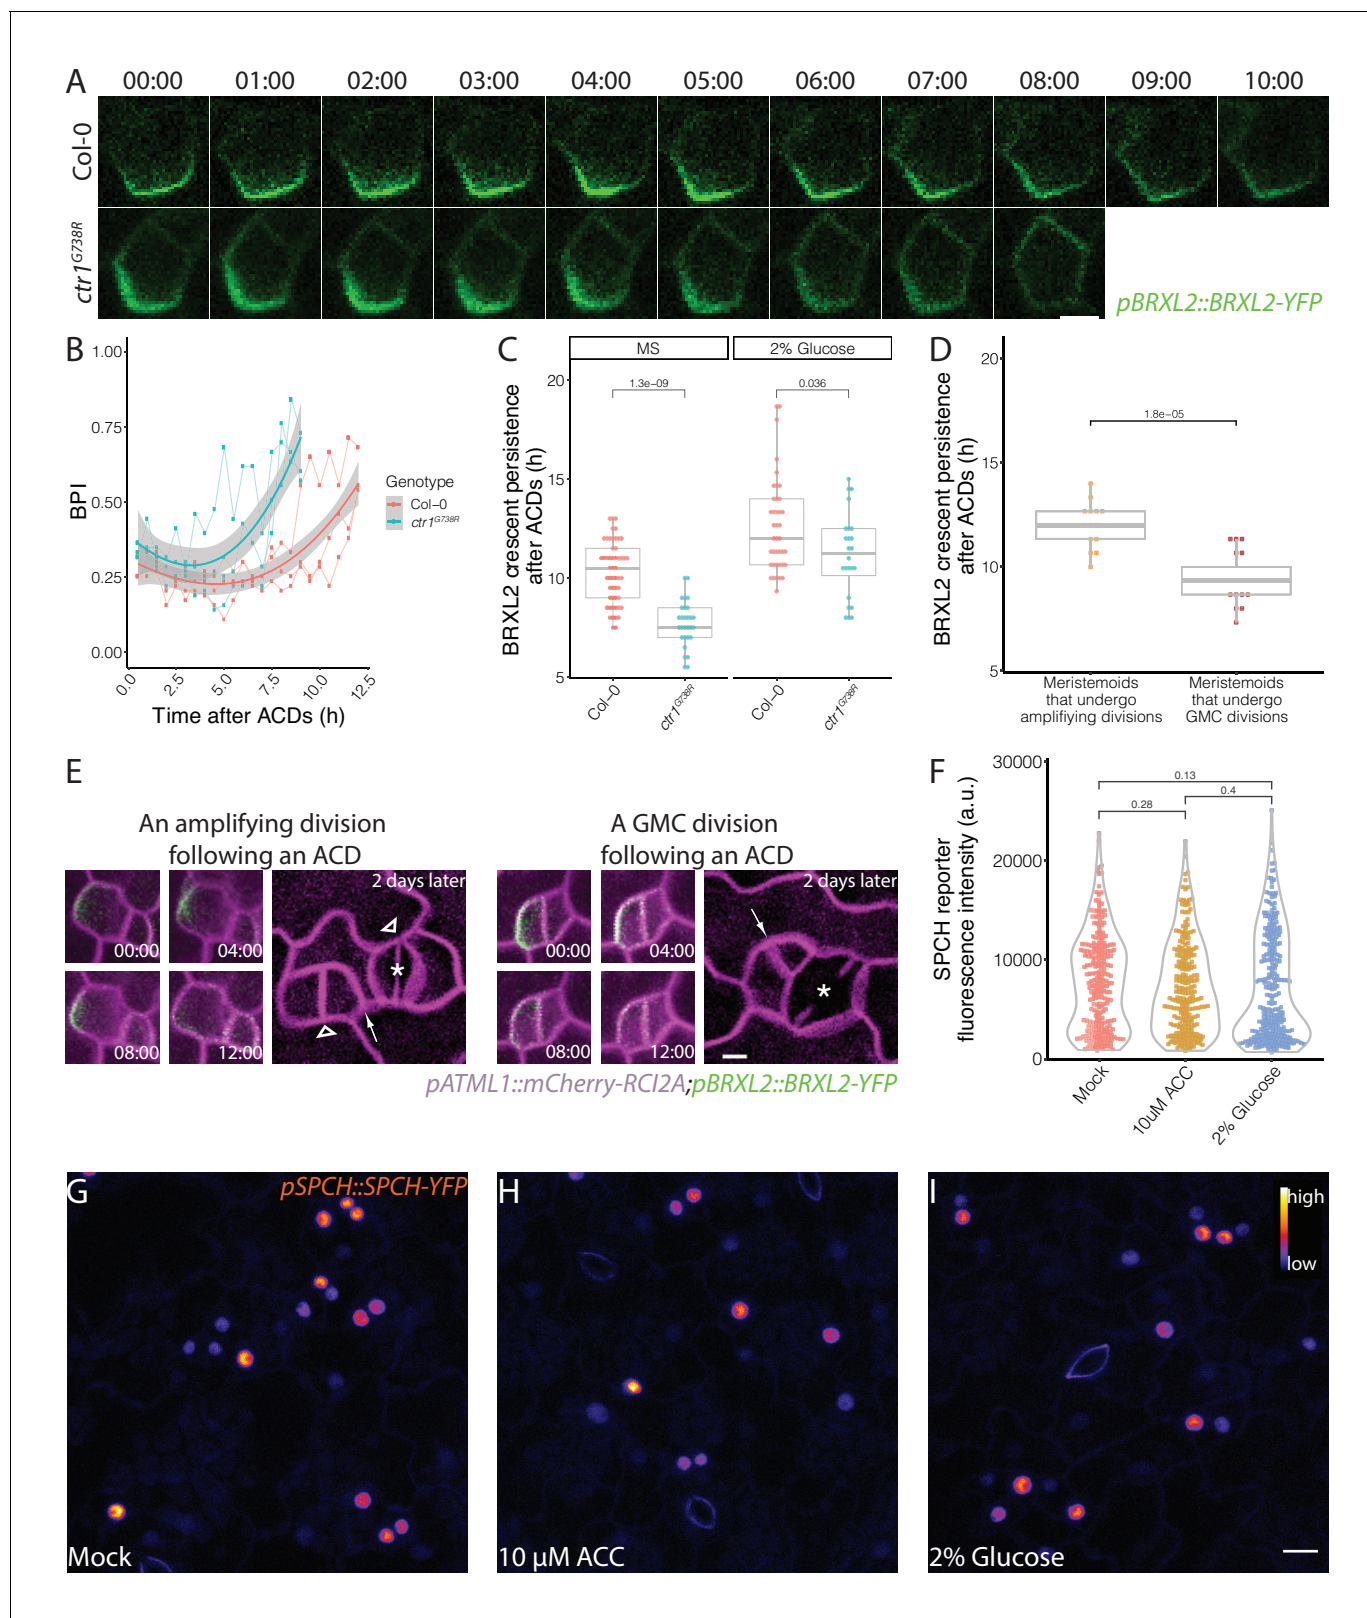 A
00:00 01:00 02:00 03:00 04:00 05:00 06:00 07:00 08:00 09:00 10:00
Col-0
ctr1G738R
pBRXL2::BRXL2-YFP
B
BPI
1.00
0.75
0.50
0.25
0.00
0.0 2.5 5.0 7.5 10.0 12.5
Time after ACDs (h)
Genotype
Col−0
ctr1G738R
C
BRXL2 crescent persistence
after ACDs (h)
MS 2% Glucose
1.3e−09 0.036
20
15
10
5
Col−0 ctr1G738R Col−0 ctr1G738R
D
BRXL2 crescent persistence
after ACDs (h)
20
15
10
5
1.8e−05
Meristemoids
that undergo
amplifiying divisions
Meristemoids
that undergo
GMC divisions
E
An amplifying division
following an ACD
00:00 04:00
08:00 12:00
2 days later
*
A GMC division
following an ACD
00:00 04:00
08:00 12:00
2 days later
*
pATML1::mCherry-RCI2A;pBRXL2::BRXL2-YFP
F
SPCH reporter
fluorescence intensity (a.u.)
30000
20000
10000
0
0.13
0.28 0.4
Mock 10uM ACC 2% Glucose
G
pSPCH::SPCH-YFP
Mock
H
10 μM ACC
I
high
low
2% Glucose